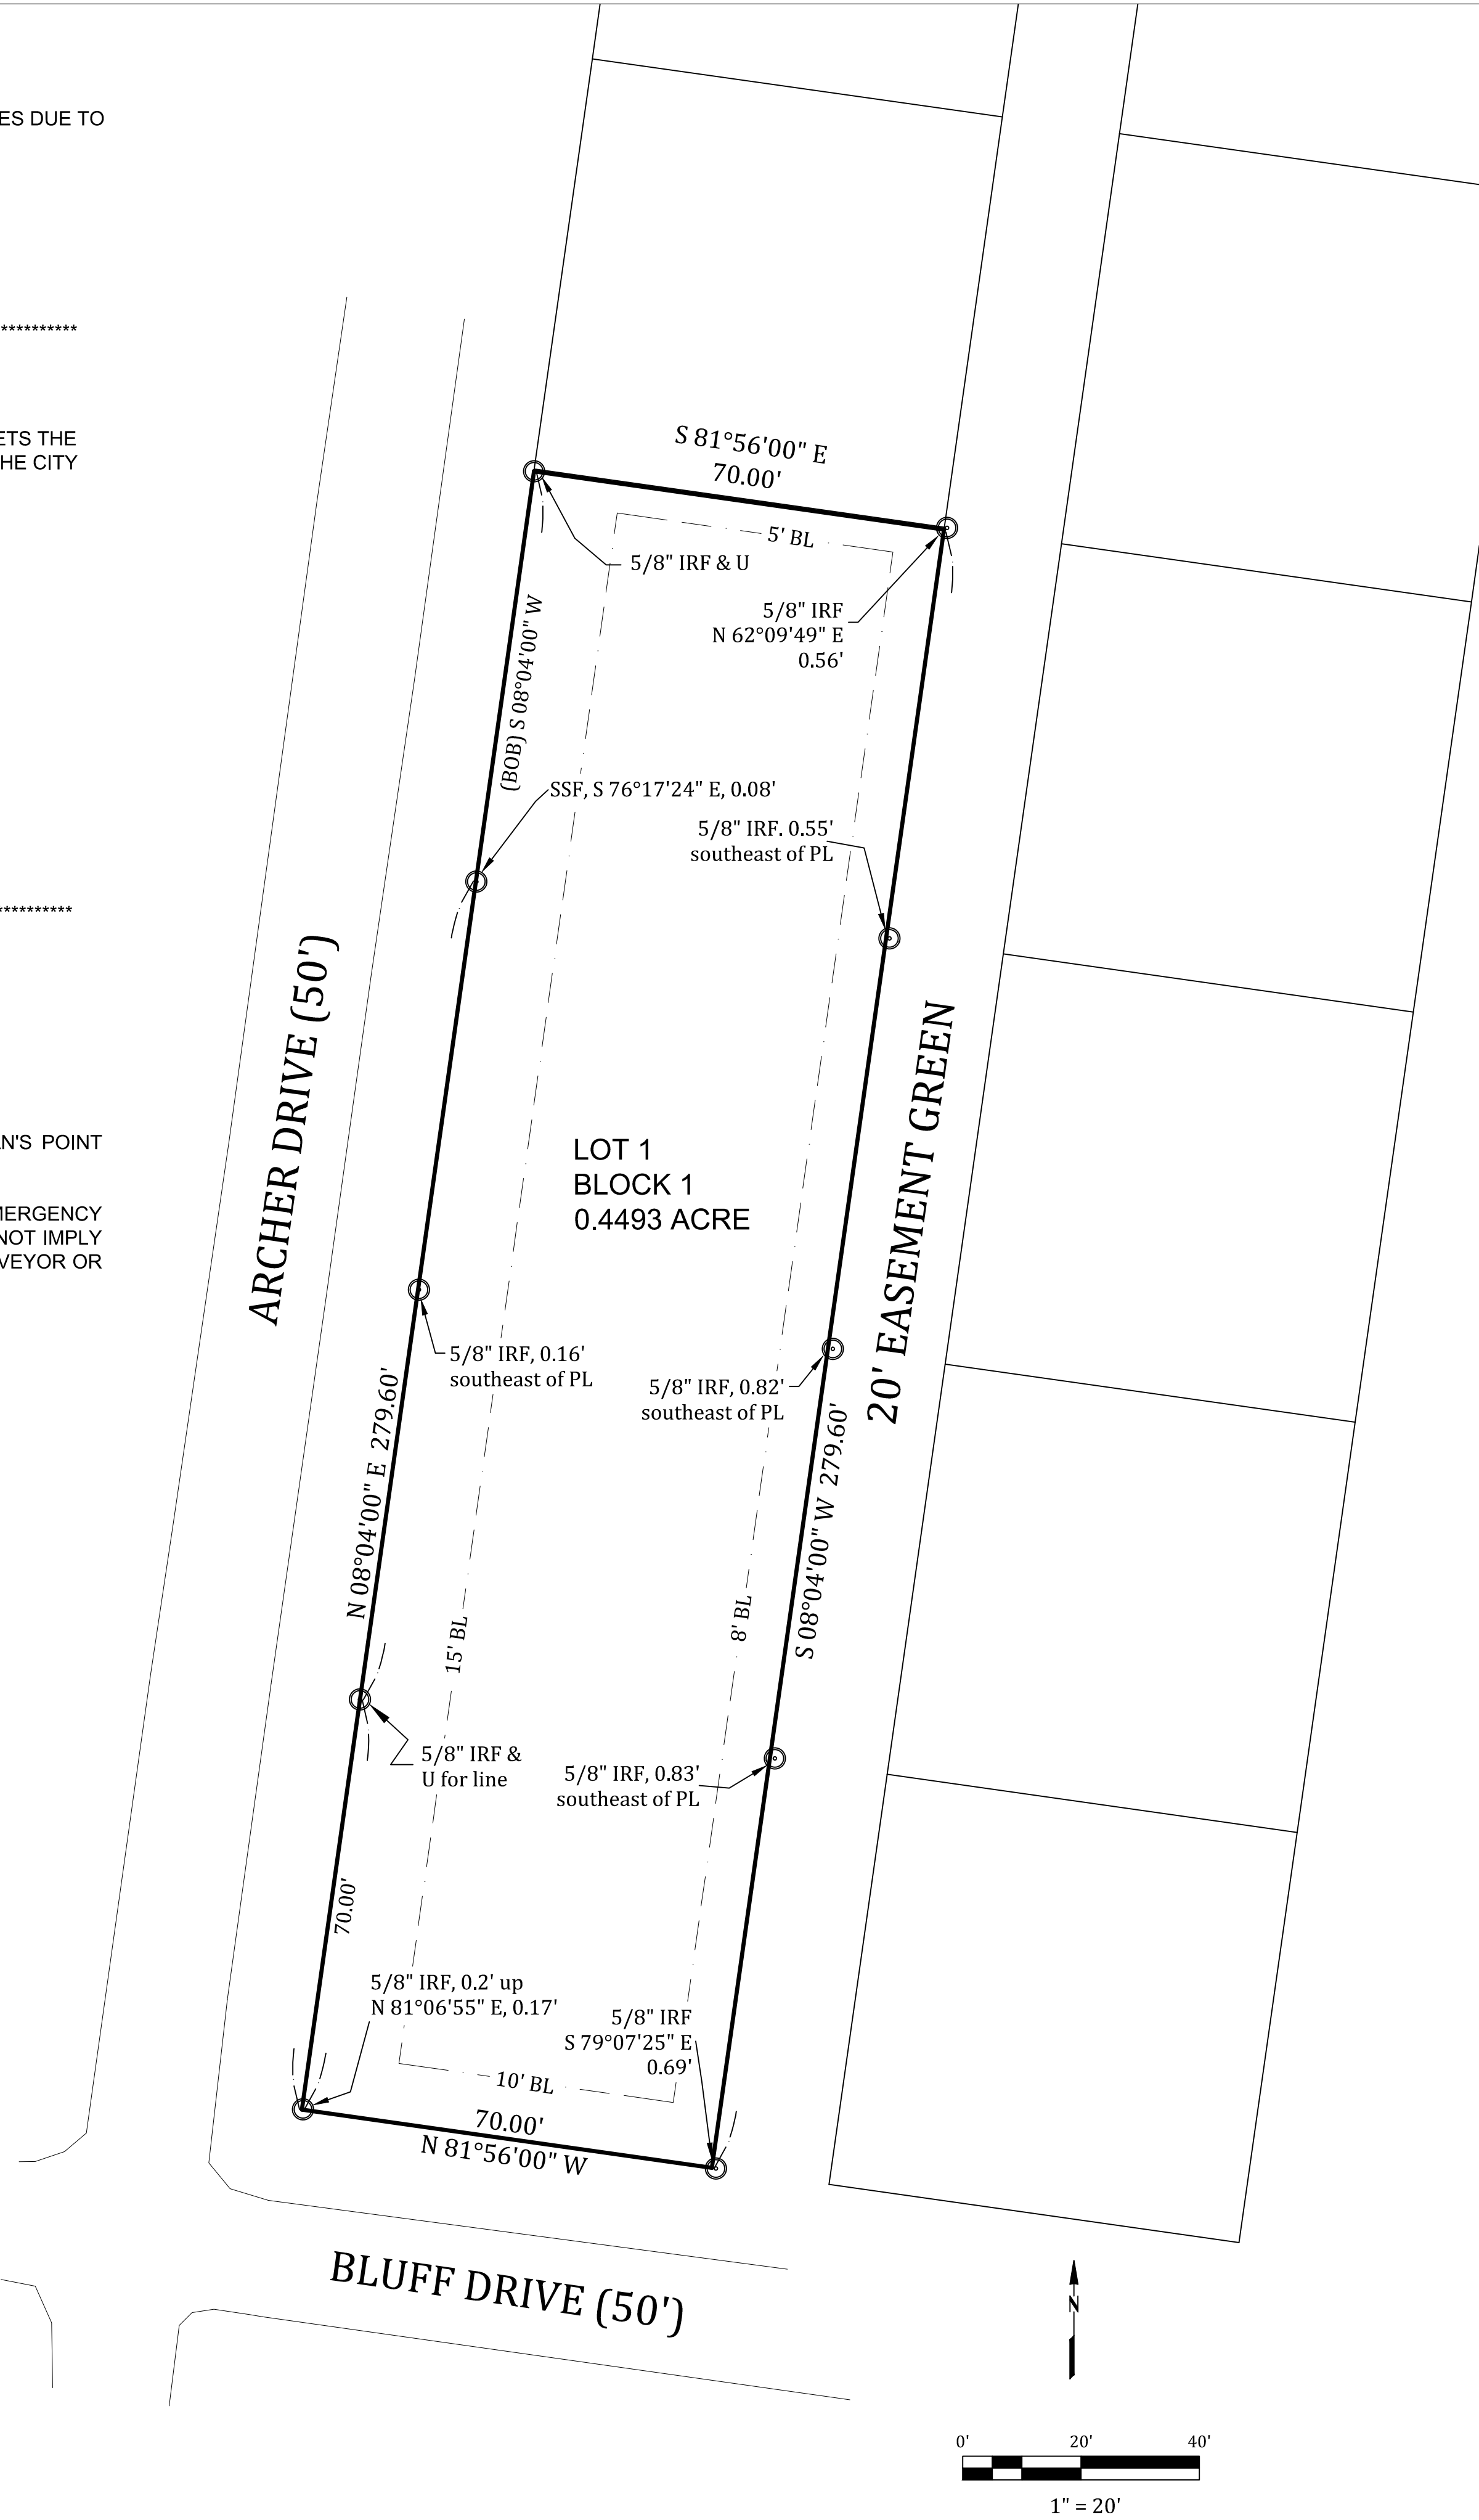 ES DUE TO
**********
ETS THE
HE CITY
**********
AN'S POINT
MERGENCY
NOT IMPLY
VEYOR OR
S 81°56'00" E
70.00'
5' BL
5/8" IRF & U
5/8" IRF
N 62°09'49" E
0.56'
(BOB) S 08°04'00" W
SSF, S 76°17'24" E, 0.08'
5/8" IRF. 0.55'
southeast of PL
ARCHER DRIVE (50')
20' EASEMENT GREEN
LOT 1
BLOCK 1
0.4493 ACRE
5/8" IRF, 0.16'
southeast of PL
5/8" IRF, 0.82'
southeast of PL
N 08°04'00" E 279.60'
S 08°04'00" W 279.60'
15' BL
8' BL
5/8" IRF &
U for line
5/8" IRF, 0.83'
southeast of PL
70.00'
5/8" IRF, 0.2' up
N 81°06'55" E, 0.17'
5/8" IRF
S 79°07'25" E
0.69'
10' BL
70.00'
N 81°56'00" W
BLUFF DRIVE (50')
N
0' 20' 40'
1" = 20'